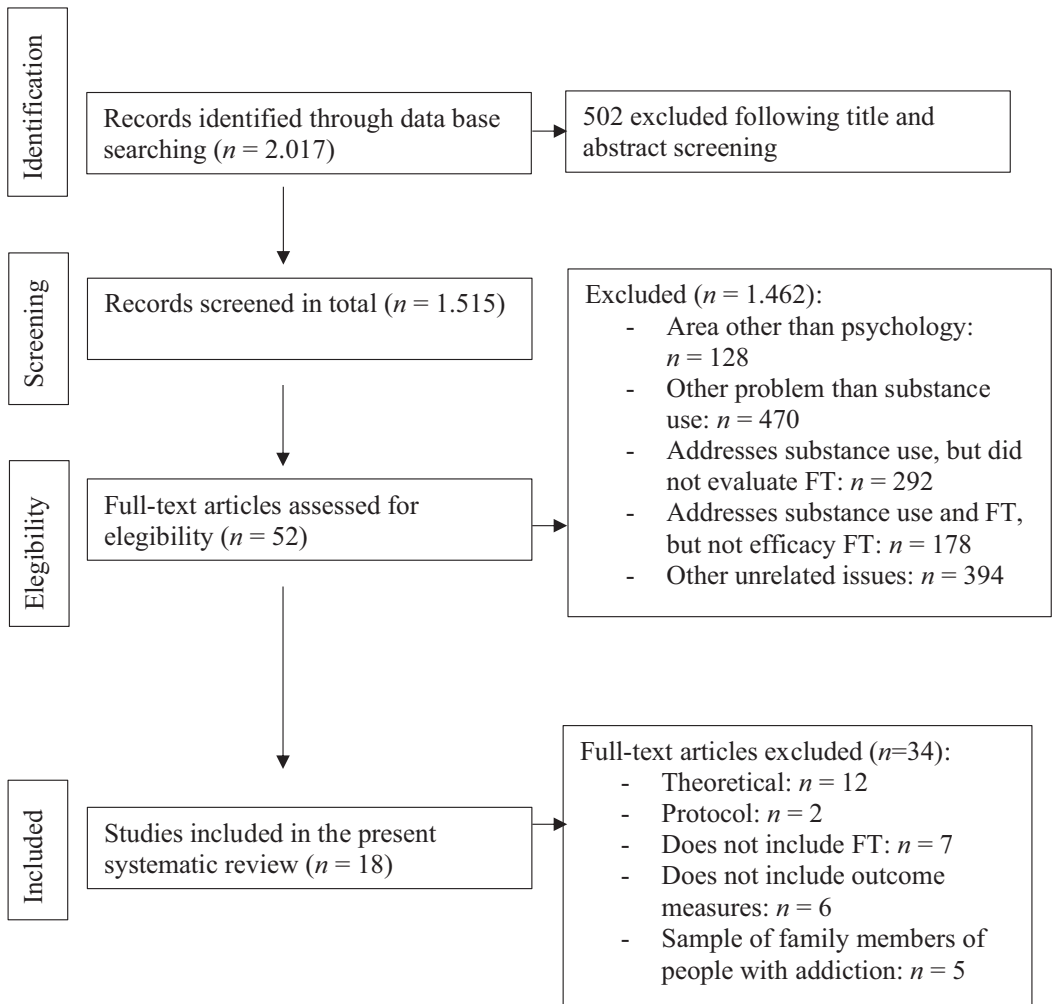 Identification
Records identified through data base
searching (n = 2.017)
502 excluded following title and
abstract screening
Screening
Records screened in total (n = 1.515)
Excluded (n = 1.462):
- Area other than psychology:
n = 128
- Other problem than substance
use: n = 470
- Addresses substance use, but did
not evaluate FT: n = 292
- Addresses substance use and FT,
but not efficacy FT: n = 178
- Other unrelated issues: n = 394
Elegibility
Full-text articles assessed for
elegibility (n = 52)
Included
Studies included in the present
systematic review (n = 18)
Full-text articles excluded (n=34):
- Theoretical: n = 12
- Protocol: n = 2
- Does not include FT: n = 7
- Does not include outcome
measures: n = 6
- Sample of family members of
people with addiction: n = 5